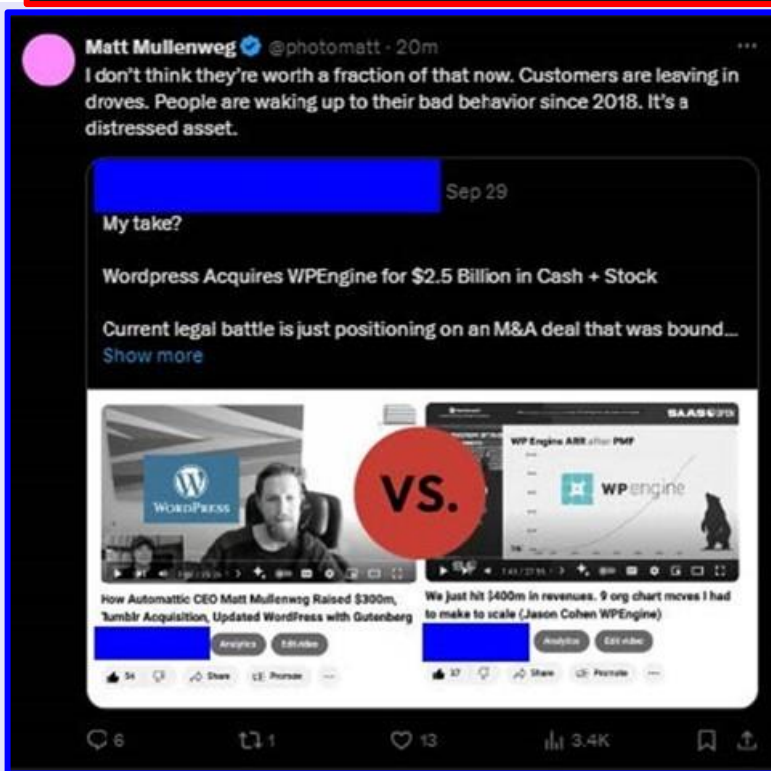 Matt Mullenweg @photomatt · 20m
I don't think they're worth a fraction of that now. Customers are leaving in
droves. People are waking up to their bad behavior since 2018. It's a
distressed asset.
Sep 29
My take?
Wordpress Acquires WPEngine for $2.5 Billion in Cash + Stock
Current legal battle is just positioning on an M&A deal that was bound...
Show more
WORDPRESS
VS.
WP Engine ARR after PMF
WP engine
How Automattic CEO Matt Mullenweg Raised $300m,
Tumblr Acquisition, Updated WordPress with Gutenberg
Analytics Edit video
54 Share Promote
We just hit $400m in revenues. 9 org chart moves I had
to make to scale (Jason Cohen WPEngine)
Analytics Edit video
37 Share Promote
6 1 13 3.4K